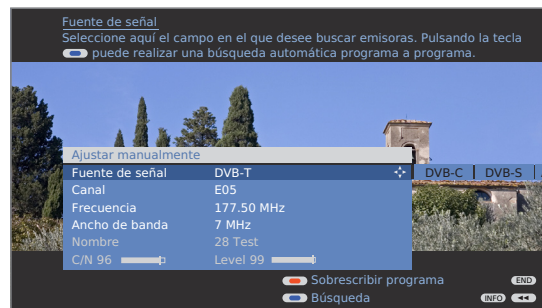 Fuente de señal
Seleccione aquí el campo en el que desee buscar emisoras. Pulsando la tecla
puede realizar una búsqueda automática programa a programa.
Ajustar manualmente
Fuente de señal DVB-T DVB-C DVB-S
Canal E05
Frecuencia 177.50 MHz
Ancho de banda 7 MHz
Nombre 28 Test
C/N 96 Level 99
Sobrescribir programa END
Búsqueda INFO